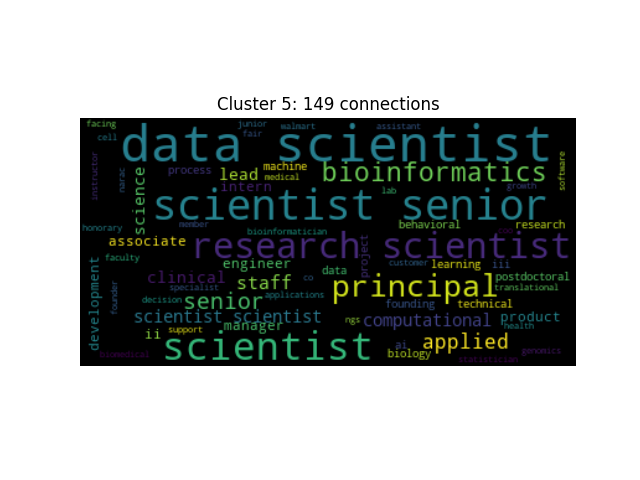 Cluster 5: 149 connections
facing
junior
walmart
assistant
cell
fair
data scientist
software
instructor
narac
science
process
lead
machine
medical
bioinformatics
intern
lab
growth
scientist senior
honorary
member
behavioral
coo
research
bioinformatician
associate
research scientist
project
faculty
engineer
customer
learning
iii
development
founder
clinical
specialist
staff
data
co
postdoctoral
principal
translational
decision
applications
senior
founding
technical
scientist scientist
manager
ngs
computational
product
health
ii
support
scientist
ai
applied
biology
genomics
biomedical
statistician